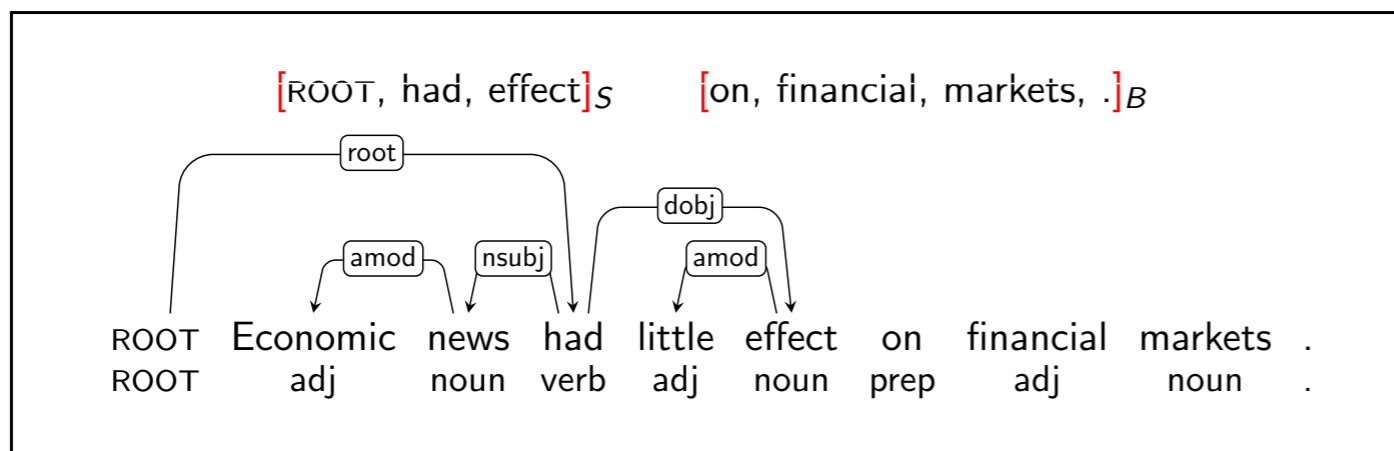 [ROOT, had, effect]S [on, financial, markets, .]B
root
dobj
amod nsubj amod
ROOT Economic news had little effect on financial markets .
ROOT adj noun verb adj noun prep adj noun .